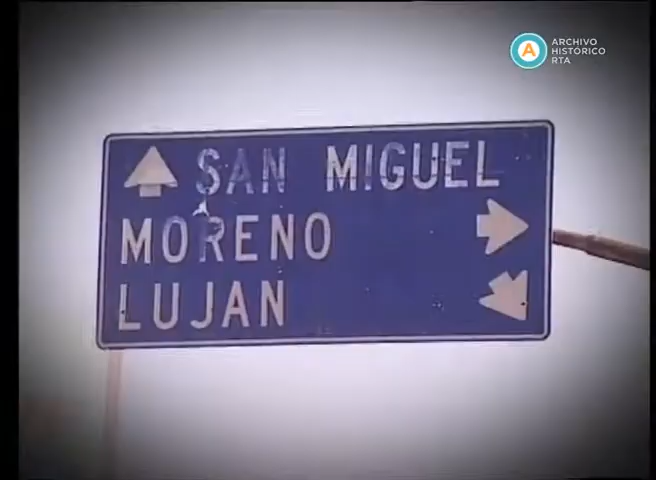 ARCHIVO
HISTÓRICO
RTA
SAN MIGUEL
MORENO
LUJAN